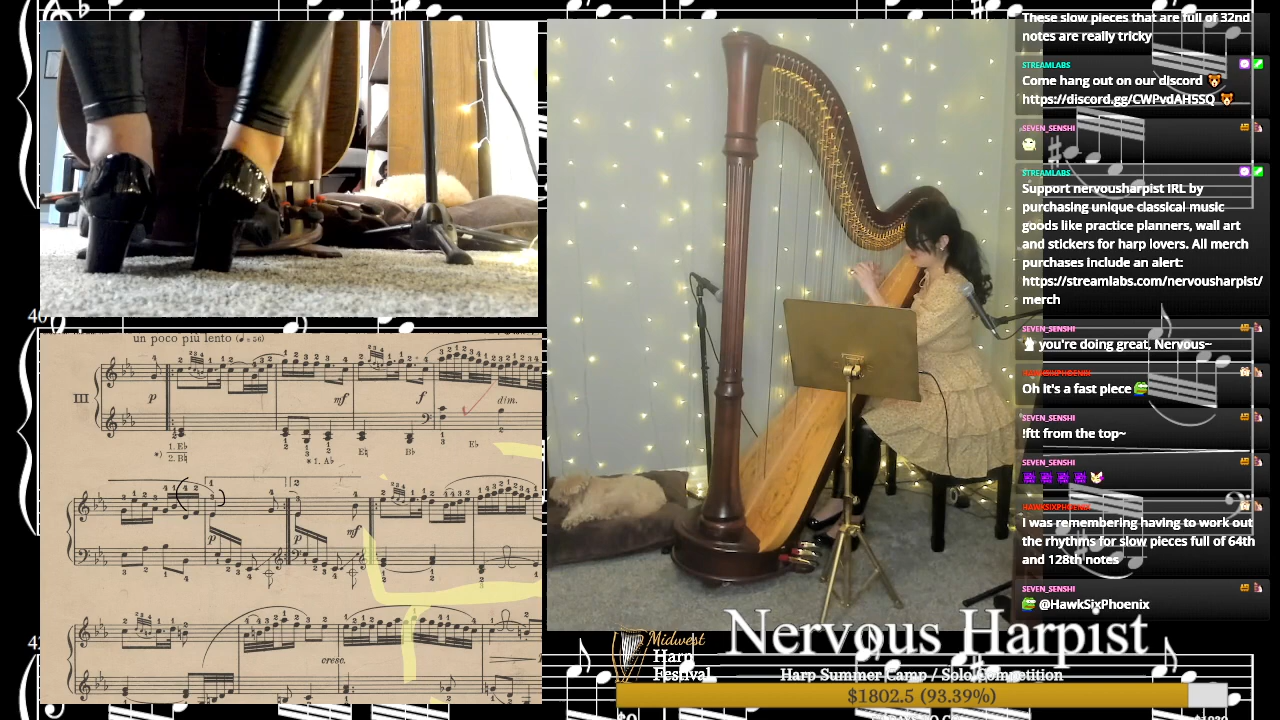 These slow pieces that are full of 32nd
notes are really tricky
STREAMLABS
Come hang out on our discord
https://discord.gg/CWPvdAH5SQ
SEVEN_SENSHI
STREAMLABS
Support nervousharpist IRL by
purchasing unique classical music
goods like practice planners, wall art
and stickers for harp lovers. All merch
purchases include an alert:
https://streamlabs.com/nervousharpist/
merch
SEVEN_SENSHI
you're doing great, Nervous~
HAWKSIXPHOENIX
Oh it's a fast piece
SEVEN_SENSHI
!ftt from the top~
SEVEN_SENSHI
HAWKSIXPHOENIX
I was remembering having to work out
the rhythms for slow pieces full of 64th
and 128th notes
SEVEN_SENSHI
@HawkSixPhoenix
un poco più lento (♩ = 56)
III
p
mf
f
dim.
1. E♭
2. B♮
*)
* 1. A♭
E♮
B♭
E♭
p
p
mf
cresc.
Nervous Harpist
Midwest
Harp
Festival
Harp Summer Camp / Solo Competition
$1802.5 (93.39%)